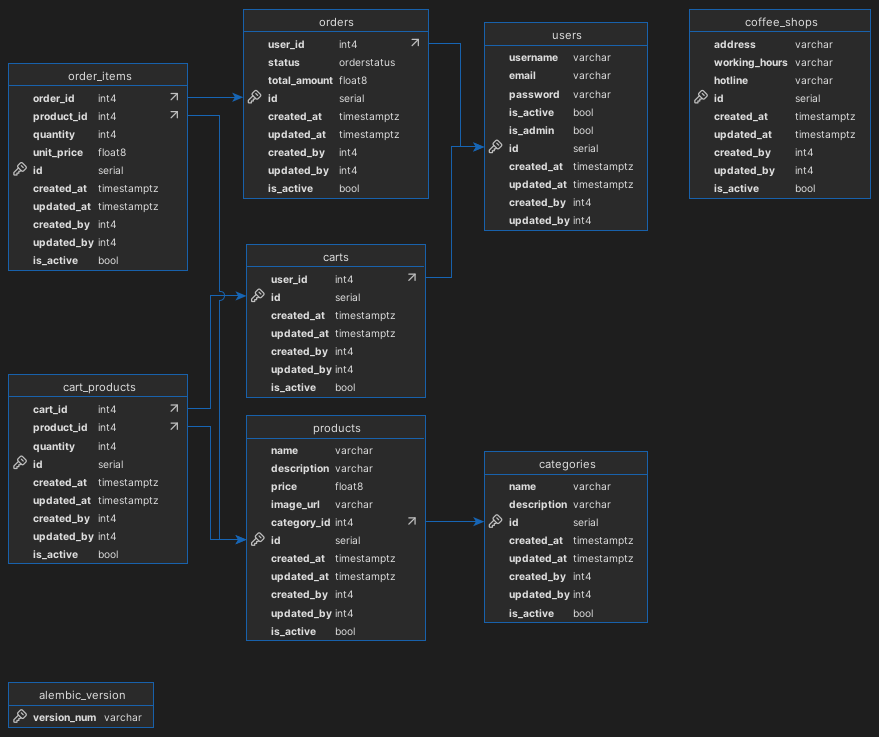 orders
user_id int4
status orderstatus
total_amount float8
id serial
created_at timestamptz
updated_at timestamptz
created_by int4
updated_by int4
is_active bool
users
username varchar
email varchar
password varchar
is_active bool
is_admin bool
id serial
created_at timestamptz
updated_at timestamptz
created_by int4
updated_by int4
coffee_shops
address varchar
working_hours varchar
hotline varchar
id serial
created_at timestamptz
updated_at timestamptz
created_by int4
updated_by int4
is_active bool
order_items
order_id int4
product_id int4
quantity int4
unit_price float8
id serial
created_at timestamptz
updated_at timestamptz
created_by int4
updated_by int4
is_active bool
carts
user_id int4
id serial
created_at timestamptz
updated_at timestamptz
created_by int4
updated_by int4
is_active bool
cart_products
cart_id int4
product_id int4
quantity int4
id serial
created_at timestamptz
updated_at timestamptz
created_by int4
updated_by int4
is_active bool
products
name varchar
description varchar
price float8
image_url varchar
category_id int4
id serial
created_at timestamptz
updated_at timestamptz
created_by int4
updated_by int4
is_active bool
categories
name varchar
description varchar
id serial
created_at timestamptz
updated_at timestamptz
created_by int4
updated_by int4
is_active bool
alembic_version
version_num varchar